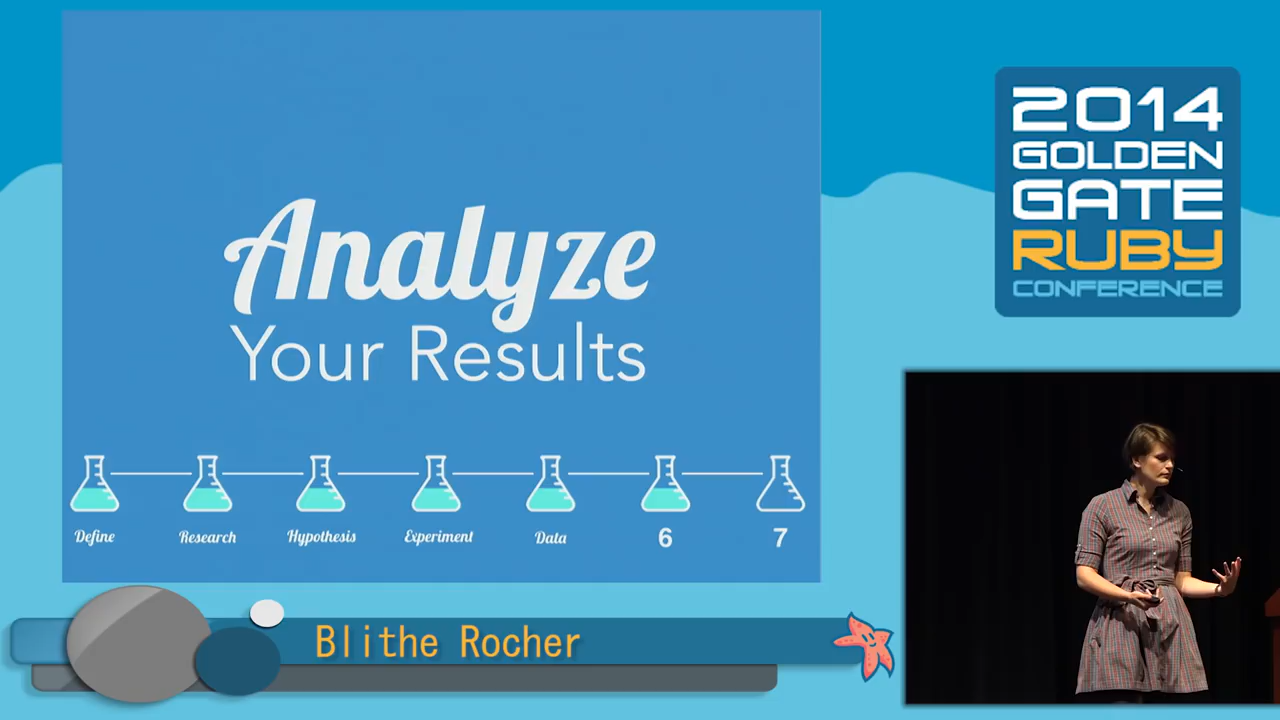 Analyze
Your Results
Define
Research
Hypothesis
Experiment
Data
6
7
2014
GOLDEN
GATE
RUBY
CONFERENCE
Blithe Rocher